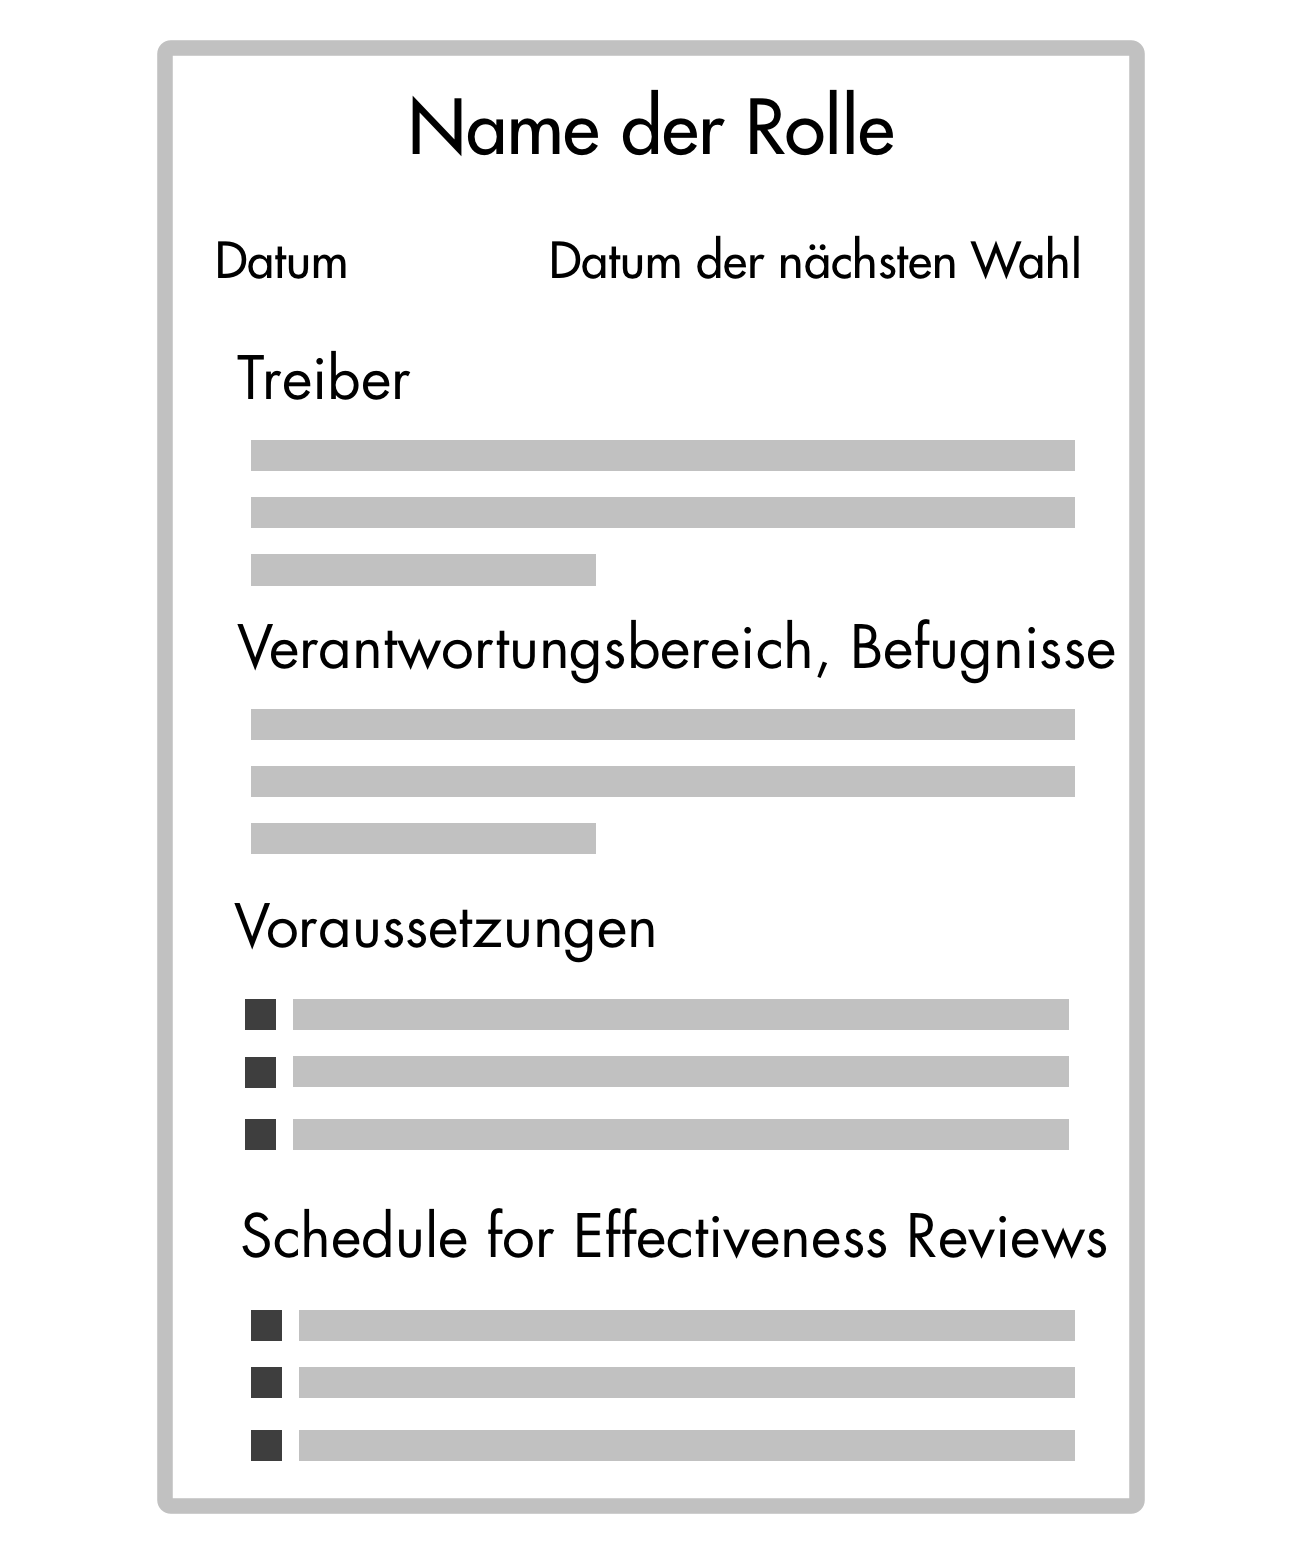 Name der Rolle
Datum Datum der nächsten Wahl
Treiber
Verantwortungsbereich, Befugnisse
Voraussetzungen
Schedule for Effectiveness Reviews